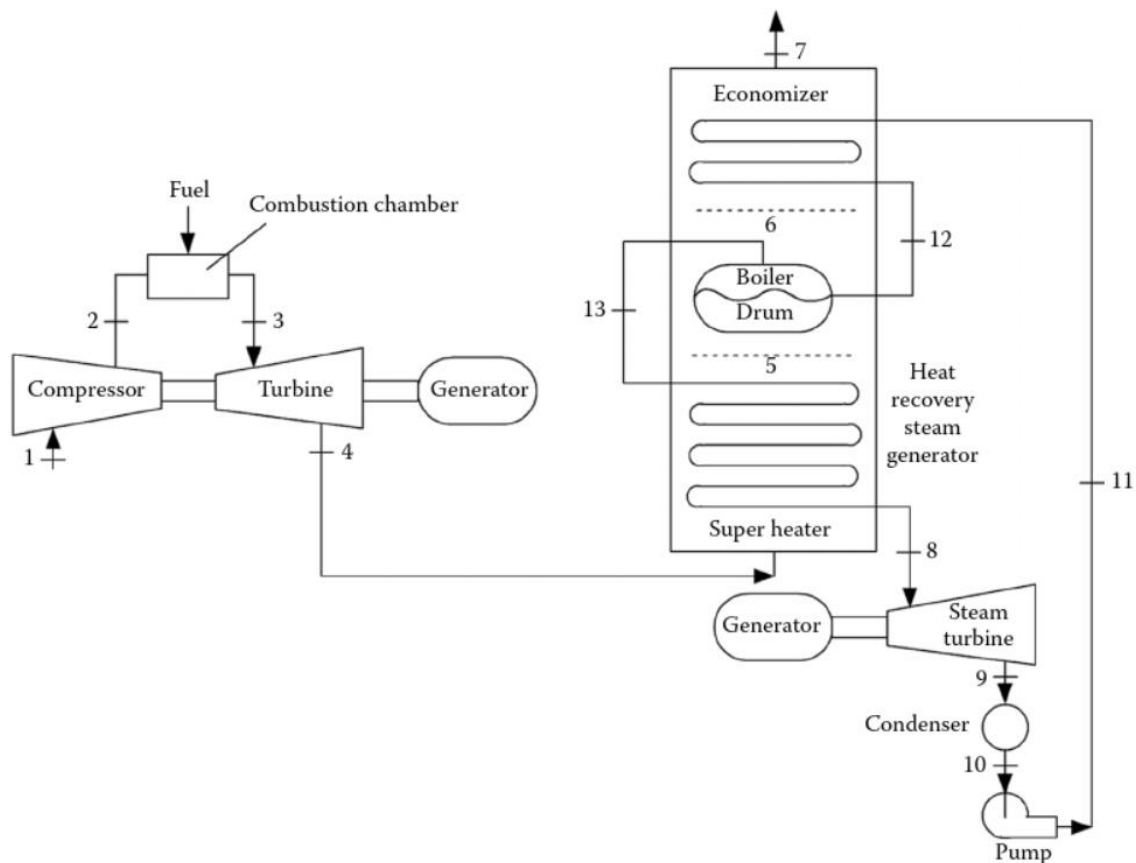 7
Economizer
Fuel
Combustion chamber
6
12
Boiler
Drum
13
2
3
5
Compressor
Turbine
Generator
Heat
recovery
steam
generator
1
4
11
Super heater
8
Generator
Steam
turbine
9
Condenser
10
Pump